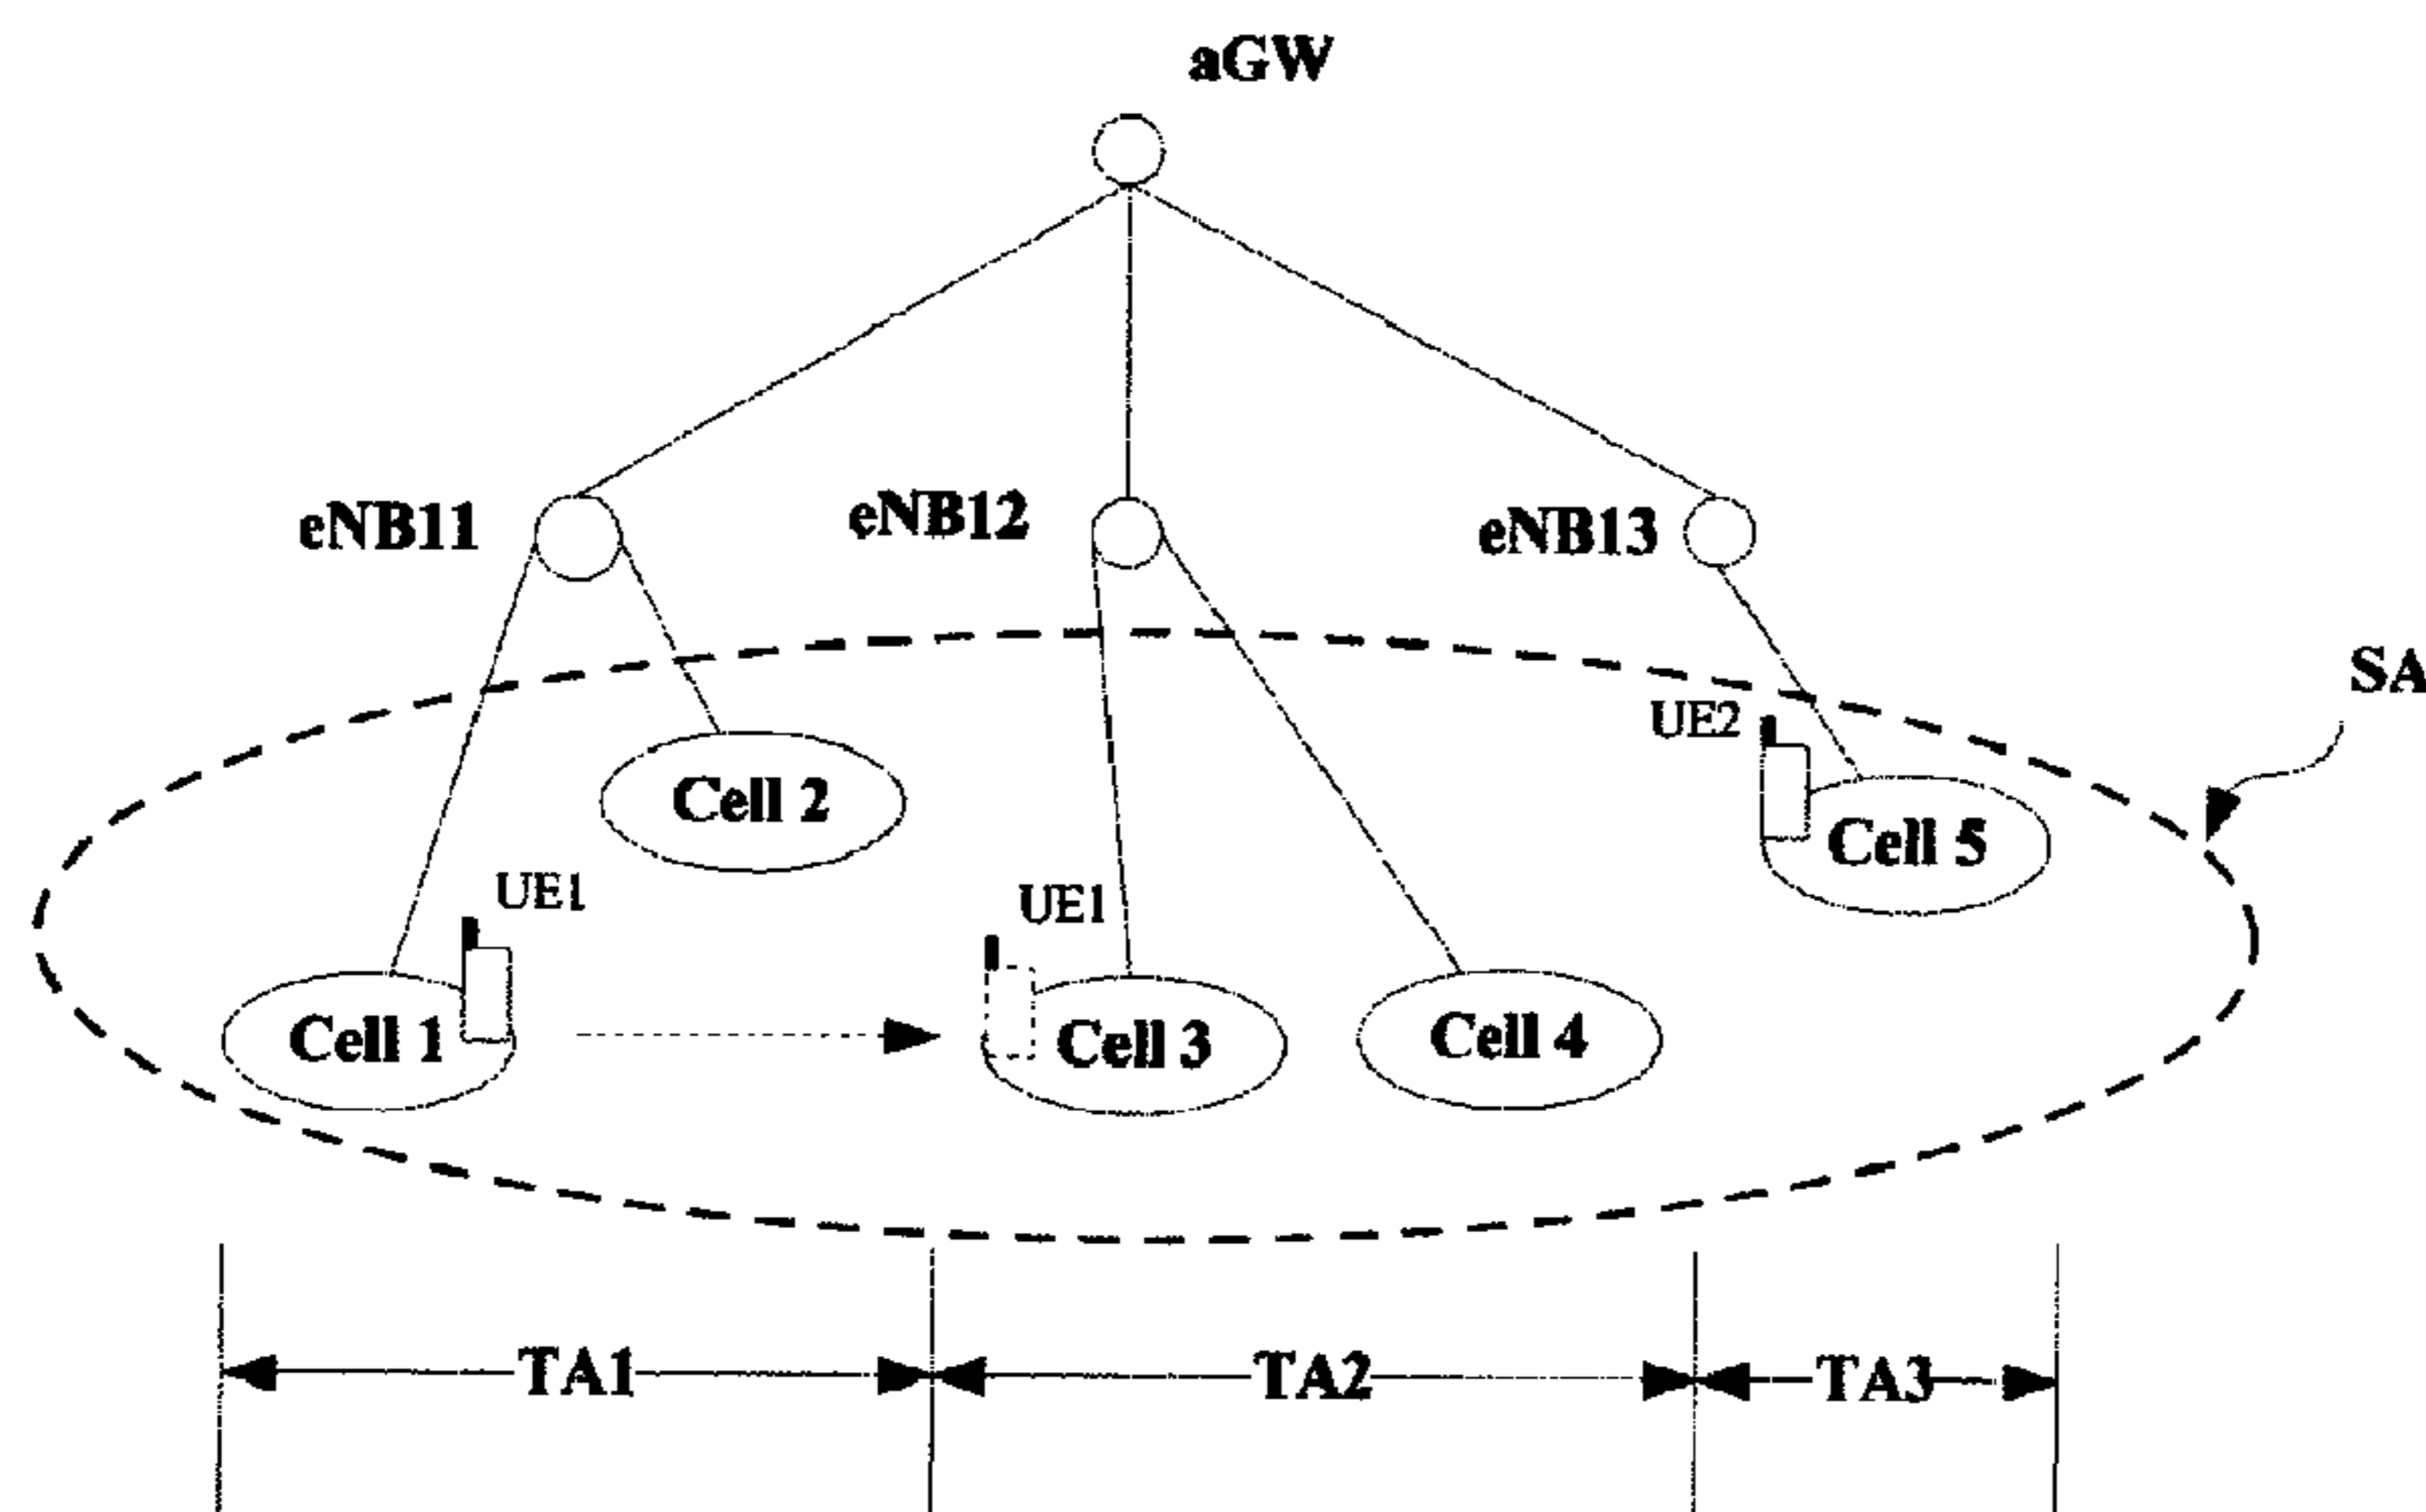 aGW
eNB11
eNB12
eNB13
SA
UE2
Cell 2
Cell 5
UE1
UE1
Cell 1
Cell 3
Cell 4
TA1
TA2
TA3